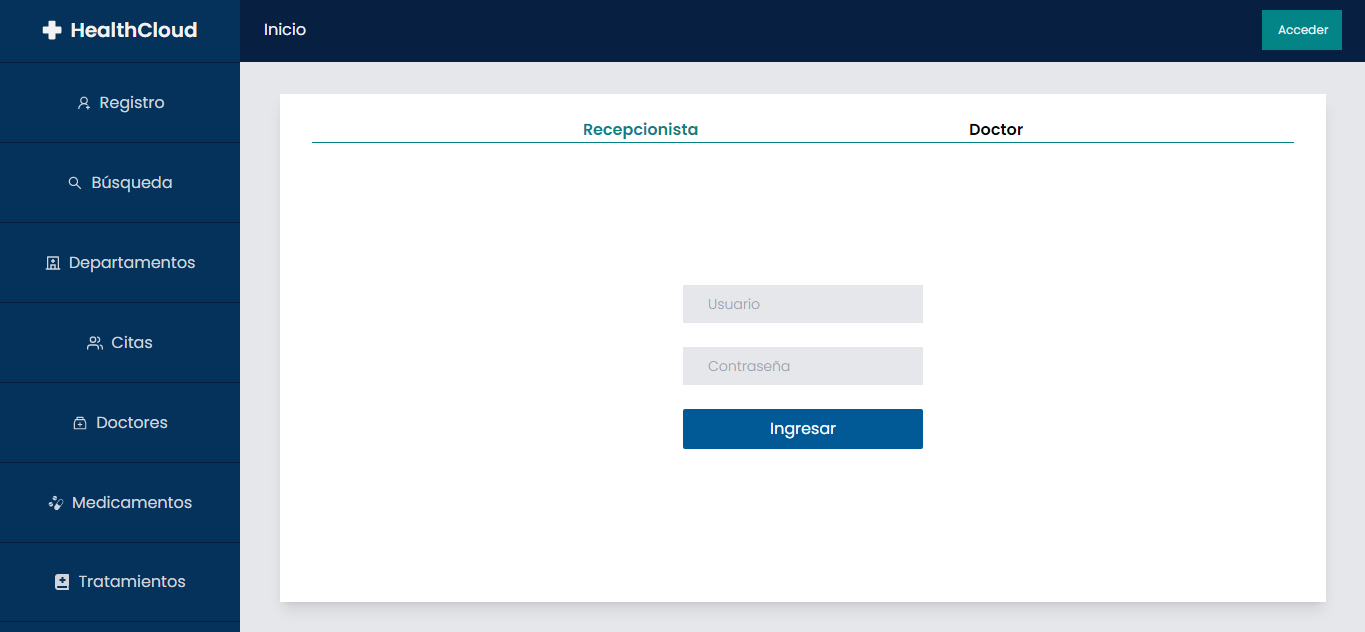 HealthCloud
Inicio
Acceder
Registro
Búsqueda
Departamentos
Citas
Doctores
Medicamentos
Tratamientos
Recepcionista
Doctor
Usuario
Contraseña
Ingresar